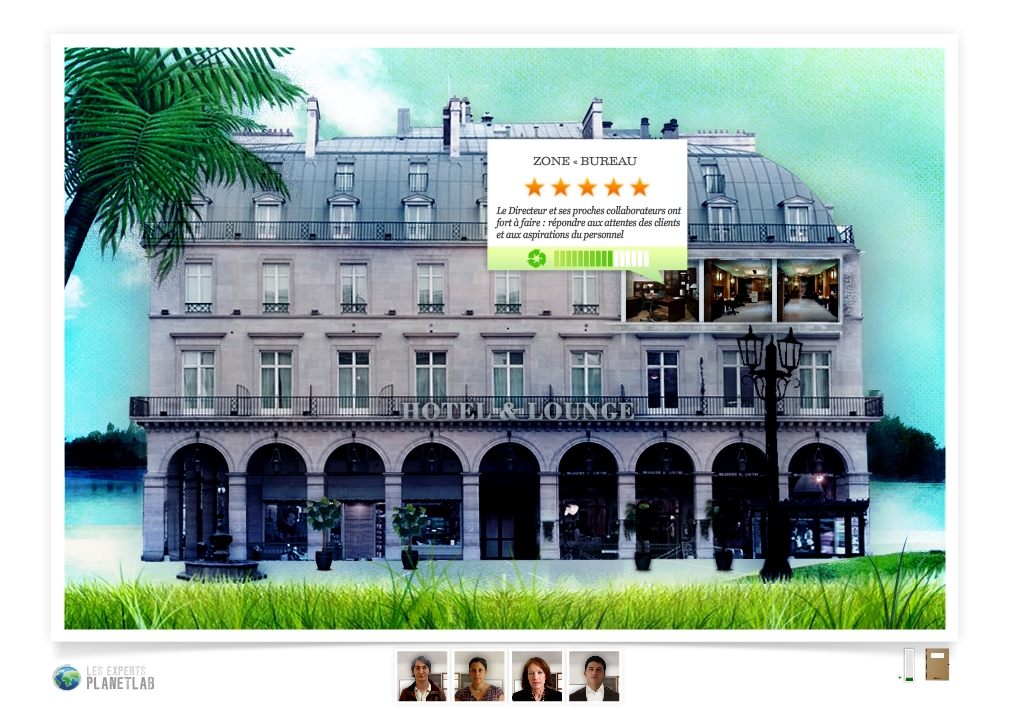 ZONE « BUREAU
Le Directeur et ses proches collaborateurs ont
fort à faire : répondre aux attentes des clients
et aux aspirations du personnel
HOTEL & LOUNGE
LES EXPERTS
PLANETLAB